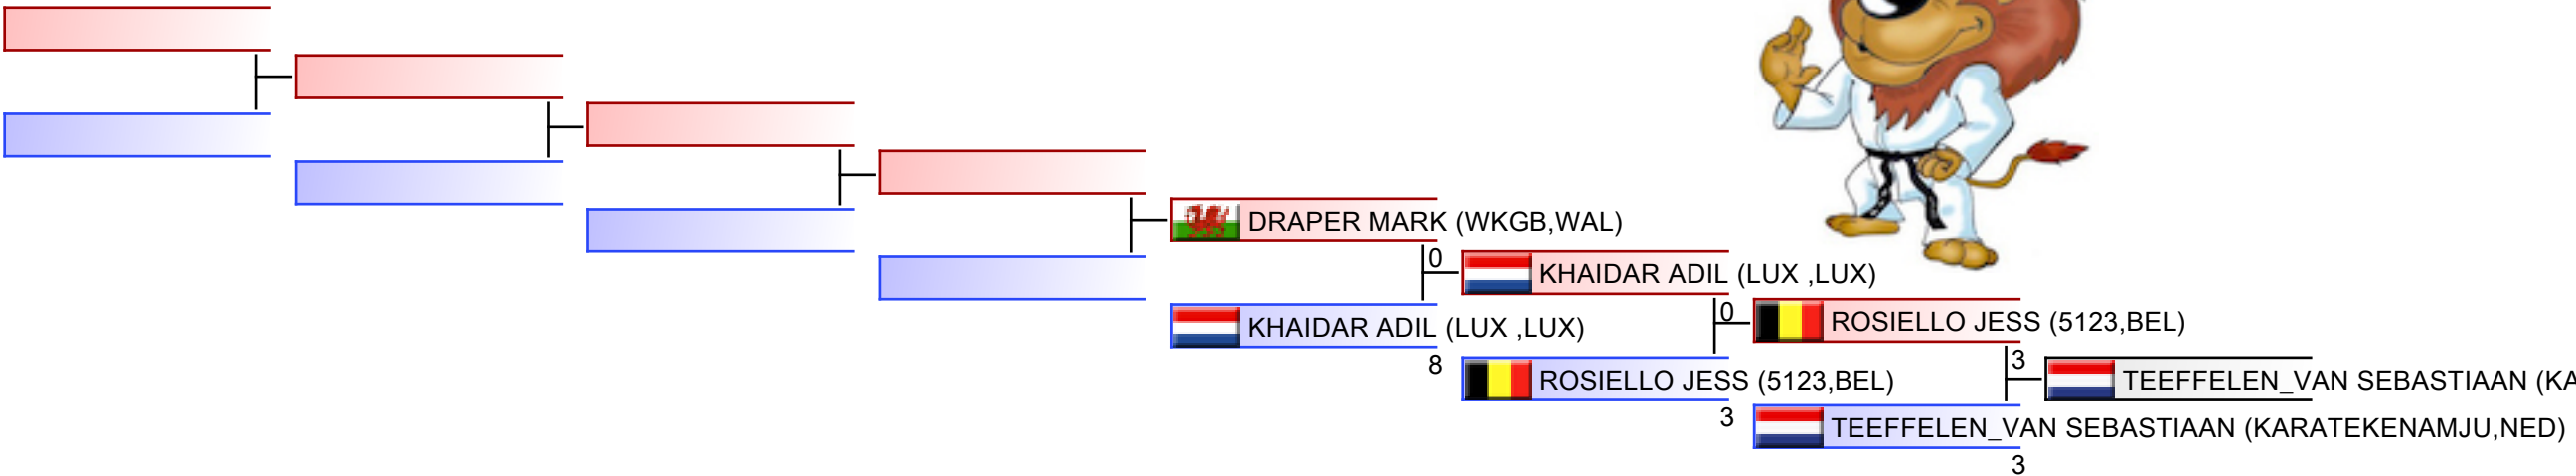 DRAPER MARK (WKGB,WAL)
0
KHAIDAR ADIL (LUX ,LUX)
KHAIDAR ADIL (LUX ,LUX)
8
0
ROSIELLO JESS (5123,BEL)
ROSIELLO JESS (5123,BEL)
3
3
TEEFFELEN_VAN SEBASTIAAN (KA
TEEFFELEN_VAN SEBASTIAAN (KARATEKENAMJU,NED)
3